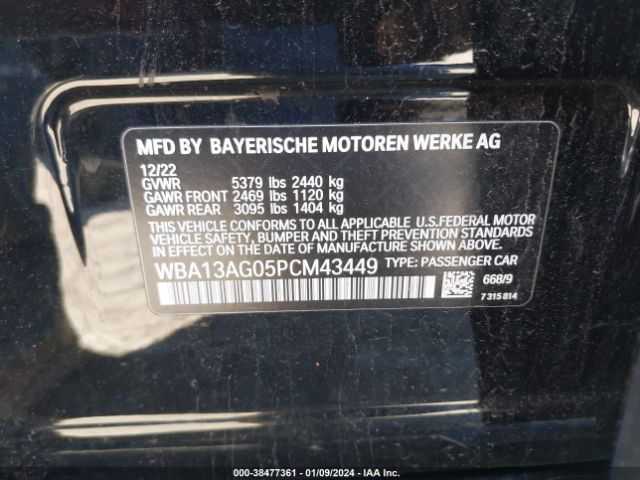 MFD BY BAYERISCHE MOTOREN WERKE AG
12/22
GVWR 5379 lbs 2440 kg
GAWR FRONT 2469 lbs 1120 kg
GAWR REAR 3095 lbs 1404 kg
THIS VEHICLE CONFORMS TO ALL APPLICABLE U.S.FEDERAL MOTOR
VEHICLE SAFETY, BUMPER, AND THEFT PREVENTION STANDARDS
IN EFFECT ON THE DATE OF MANUFACTURE SHOWN ABOVE.
WBA13AG05PCM43449 TYPE: PASSENGER CAR
668/9
7 315 814
000-38477361 - 01/09/2024 - IAA Inc.